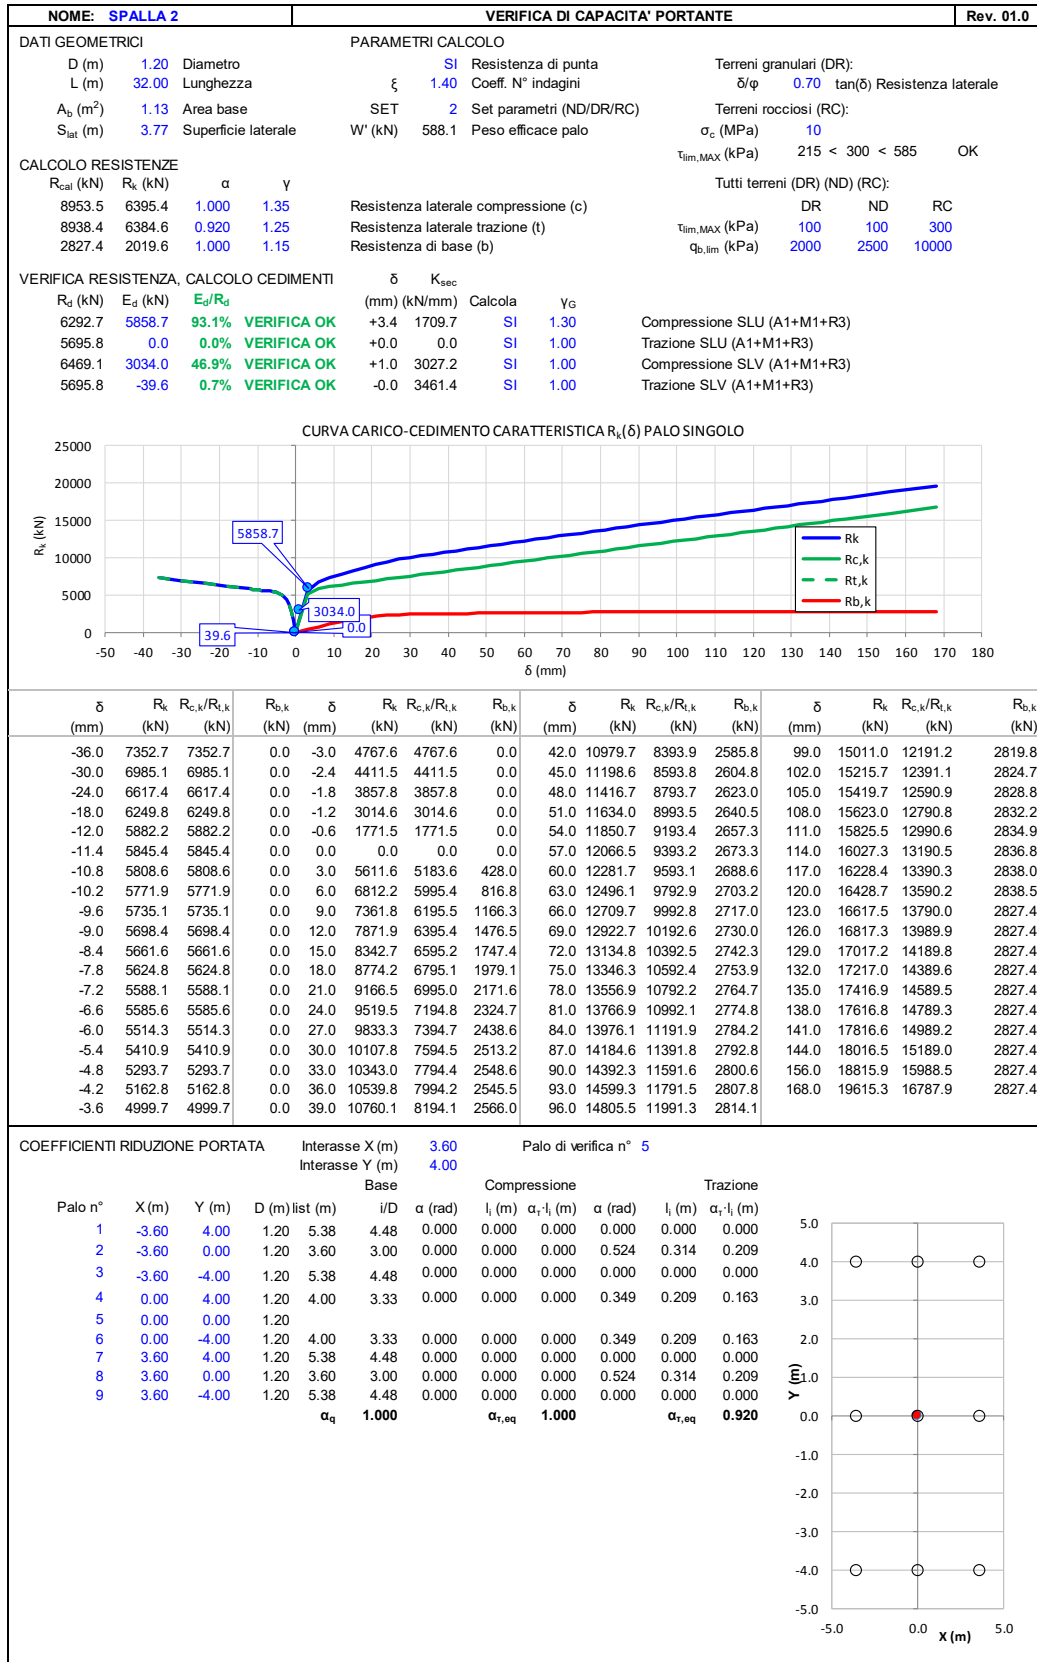 NOME: SPALLA 2 VERIFICA DI CAPACITA' PORTANTE Rev. 01.0
DATI GEOMETRICI PARAMETRI CALCOLO
D (m) 1.20 Diametro SI Resistenza di punta Terreni granulari (DR):
L (m) 32.00 Lunghezza ξ 1.40 Coeff. N° indagini δ/φ 0.70 tan(δ) Resistenza laterale
Ab (m²) 1.13 Area base SET 2 Set parametri (ND/DR/RC) Terreni rocciosi (RC):
Slat (m) 3.77 Superficie laterale W' (kN) 588.1 Peso efficace palo σc (MPa) 10
τlim,MAX (kPa) 215 < 300 < 585 OK
CALCOLO RESISTENZE
Rcal (kN) Rk (kN) α γ Tutti terreni (DR) (ND) (RC):
8953.5 6395.4 1.000 1.35 Resistenza laterale compressione (c) DR ND RC
8938.4 6384.6 0.920 1.25 Resistenza laterale trazione (t) τlim,MAX (kPa) 100 100 300
2827.4 2019.6 1.000 1.15 Resistenza di base (b) qb,lim (kPa) 2000 2500 10000
VERIFICA RESISTENZA, CALCOLO CEDIMENTI δ Ksec
Rd (kN) Ed (kN) Ed/Rd (mm) (kN/mm) Calcola γG
6292.7 5858.7 93.1% VERIFICA OK +3.4 1709.7 SI 1.30 Compressione SLU (A1+M1+R3)
5695.8 0.0 0.0% VERIFICA OK +0.0 0.0 SI 1.00 Trazione SLU (A1+M1+R3)
6469.1 3034.0 46.9% VERIFICA OK +1.0 3027.2 SI 1.00 Compressione SLV (A1+M1+R3)
5695.8 -39.6 0.7% VERIFICA OK -0.0 3461.4 SI 1.00 Trazione SLV (A1+M1+R3)
CURVA CARICO-CEDIMENTO CARATTERISTICA Rk(δ) PALO SINGOLO
25000
20000
15000
10000
5000
0
Rk (kN)
5858.7
3034.0
39.6
0.0
Rk
Rc,k
Rt,k
Rb,k
-50 -40 -30 -20 -10 0 10 20 30 40 50 60 70 80 90 100 110 120 130 140 150 160 170 180
δ (mm)
δ Rk Rc,k/Rt,k Rb,k δ Rk Rc,k/Rt,k Rb,k δ Rk Rc,k/Rt,k Rb,k δ Rk Rc,k/Rt,k Rb,k
(mm) (kN) (kN) (kN) (mm) (kN) (kN) (kN) (mm) (kN) (kN) (kN) (mm) (kN) (kN) (kN)
-36.0 7352.7 7352.7 0.0 -3.0 4767.6 4767.6 0.0 42.0 10979.7 8393.9 2585.8 99.0 15011.0 12191.2 2819.8
-30.0 6985.1 6985.1 0.0 -2.4 4411.5 4411.5 0.0 45.0 11198.6 8593.8 2604.8 102.0 15215.7 12391.1 2824.7
-24.0 6617.4 6617.4 0.0 -1.8 3857.8 3857.8 0.0 48.0 11416.7 8793.7 2623.0 105.0 15419.7 12590.9 2828.8
-18.0 6249.8 6249.8 0.0 -1.2 3014.6 3014.6 0.0 51.0 11634.0 8993.5 2640.5 108.0 15623.0 12790.8 2832.2
-12.0 5882.2 5882.2 0.0 -0.6 1771.5 1771.5 0.0 54.0 11850.7 9193.4 2657.3 111.0 15825.5 12990.6 2834.9
-11.4 5845.4 5845.4 0.0 0.0 0.0 0.0 0.0 57.0 12066.5 9393.2 2673.3 114.0 16027.3 13190.5 2836.8
-10.8 5808.6 5808.6 0.0 3.0 5611.6 5183.6 428.0 60.0 12281.7 9593.1 2688.6 117.0 16228.4 13390.3 2838.0
-10.2 5771.9 5771.9 0.0 6.0 6812.2 5995.4 816.8 63.0 12496.1 9792.9 2703.2 120.0 16428.7 13590.2 2838.5
-9.6 5735.1 5735.1 0.0 9.0 7361.8 6195.5 1166.3 66.0 12709.7 9992.8 2717.0 123.0 16617.5 13790.0 2827.4
-9.0 5698.4 5698.4 0.0 12.0 7871.9 6395.4 1476.5 69.0 12922.7 10192.6 2730.0 126.0 16817.3 13989.9 2827.4
-8.4 5661.6 5661.6 0.0 15.0 8342.7 6595.2 1747.4 72.0 13134.8 10392.5 2742.3 129.0 17017.2 14189.8 2827.4
-7.8 5624.8 5624.8 0.0 18.0 8774.2 6795.1 1979.1 75.0 13346.3 10592.4 2753.9 132.0 17217.0 14389.6 2827.4
-7.2 5588.1 5588.1 0.0 21.0 9166.5 6995.0 2171.6 78.0 13556.9 10792.2 2764.7 135.0 17416.9 14589.5 2827.4
-6.6 5585.6 5585.6 0.0 24.0 9519.5 7194.8 2324.7 81.0 13766.9 10992.1 2774.8 138.0 17616.8 14789.3 2827.4
-6.0 5514.3 5514.3 0.0 27.0 9833.3 7394.7 2438.6 84.0 13976.1 11191.9 2784.2 141.0 17816.6 14989.2 2827.4
-5.4 5410.9 5410.9 0.0 30.0 10107.8 7594.5 2513.2 87.0 14184.6 11391.8 2792.8 144.0 18016.5 15189.0 2827.4
-4.8 5293.7 5293.7 0.0 33.0 10343.0 7794.4 2548.6 90.0 14392.3 11591.6 2800.6 156.0 18815.9 15988.5 2827.4
-4.2 5162.8 5162.8 0.0 36.0 10539.8 7994.2 2545.5 93.0 14599.3 11791.5 2807.8 168.0 19615.3 16787.9 2827.4
-3.6 4999.7 4999.7 0.0 39.0 10760.1 8194.1 2566.0 96.0 14805.5 11991.3 2814.1
COEFFICIENTI RIDUZIONE PORTATA Interasse X (m) 3.60 Palo di verifica n° 5
Interasse Y (m) 4.00
Base Compressione Trazione
Palo n° X (m) Y (m) D (m) list (m) i/D α (rad) li (m) ατ·li (m) α (rad) li (m) ατ·li (m)
1 -3.60 4.00 1.20 5.38 4.48 0.000 0.000 0.000 0.000 0.000 0.000
2 -3.60 0.00 1.20 3.60 3.00 0.000 0.000 0.000 0.524 0.314 0.209
3 -3.60 -4.00 1.20 5.38 4.48 0.000 0.000 0.000 0.000 0.000 0.000
4 0.00 4.00 1.20 4.00 3.33 0.000 0.000 0.000 0.349 0.209 0.163
5 0.00 0.00 1.20
6 0.00 -4.00 1.20 4.00 3.33 0.000 0.000 0.000 0.349 0.209 0.163
7 3.60 4.00 1.20 5.38 4.48 0.000 0.000 0.000 0.000 0.000 0.000
8 3.60 0.00 1.20 3.60 3.00 0.000 0.000 0.000 0.524 0.314 0.209
9 3.60 -4.00 1.20 5.38 4.48 0.000 0.000 0.000 0.000 0.000 0.000
αq 1.000 ατ,eq 1.000 ατ,eq 0.920
5.0
4.0
3.0
2.0
1.0
0.0
-1.0
-2.0
-3.0
-4.0
-5.0
Y (m)
-5.0 0.0 5.0
X (m)